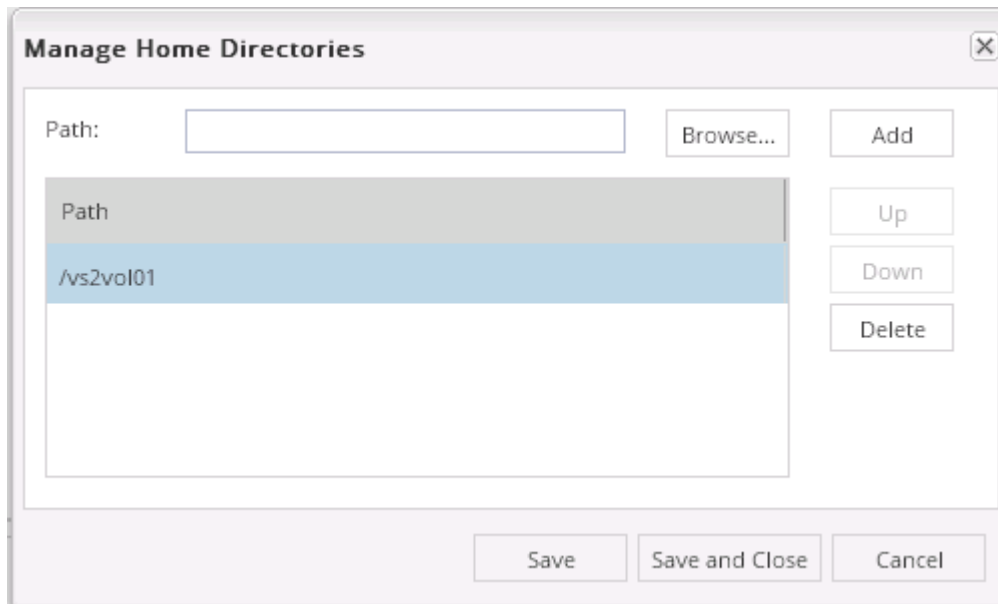 Manage Home Directories
Path:
Browse...
Add
Path
Up
/vs2vol01
Down
Delete
Save
Save and Close
Cancel